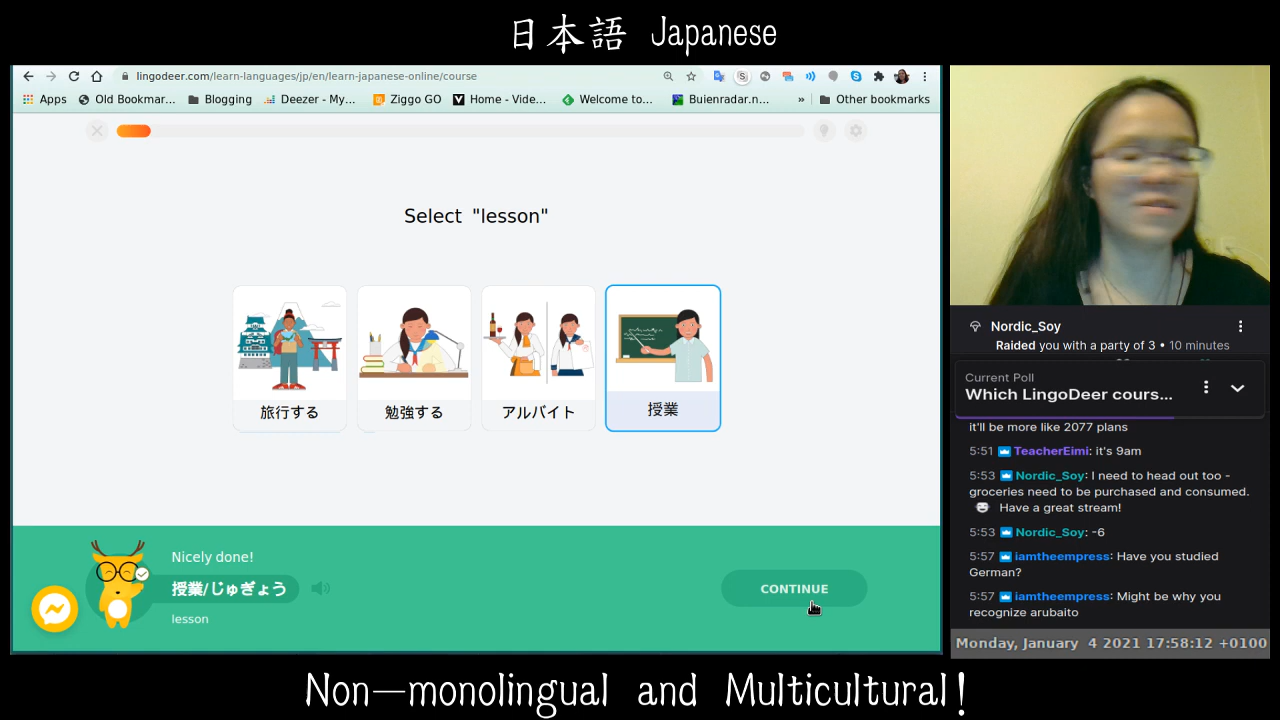 日本語 Japanese
lingodeer.com/learn-languages/jp/en/learn-japanese-online/course
Apps Old Bookmar... Blogging Deezer - My... Ziggo GO Home - Vide... Welcome to... Buienradar.n... » Other bookmarks
Select "lesson"
旅行する 勉強する アルバイト 授業
Nicely done!
授業/じゅぎょう
lesson
CONTINUE
Nordic_Soy
Raided you with a party of 3 • 10 minutes
Current Poll
Which LingoDeer cours...
it'll be more like 2077 plans
5:51 TeacherEimi: it's 9am
5:53 Nordic_Soy: I need to head out too -
groceries need to be purchased and consumed.
Have a great stream!
5:53 Nordic_Soy: -6
5:57 iamtheempress: Have you studied
German?
5:57 iamtheempress: Might be why you
recognize arubaito
Monday, January 4 2021 17:58:12 +0100
Non-monolingual and Multicultural!